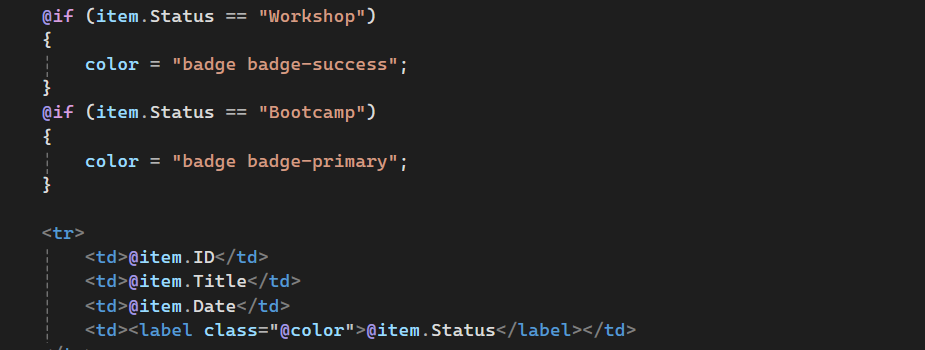 @if (item.Status == "Workshop")
{
color = "badge badge-success";
}
@if (item.Status == "Bootcamp")
{
color = "badge badge-primary";
}
<tr>
<td>@item.ID</td>
<td>@item.Title</td>
<td>@item.Date</td>
<td><label class="@color">@item.Status</label></td>